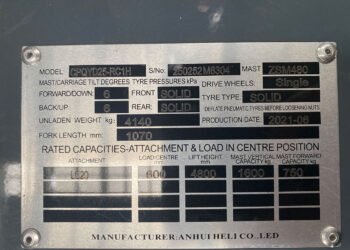 MODEL CPQYD25-RC1H S/No: 250252M6304 MAST ZSM480
MAST/CARRIAGE TILT DEGREES TYRE PRESSURES kPa DRIVE WHEELS: Single
FORWARD/DOWN: 6 FRONT SOLID TYRE TYPE: SOLID
BACK/UP: 6 REAR: SOLID DEFLATE PNEUMATIC TYRES BEFORE LOOSENING NUTS
UNLADEN WEIGHT kg: 4140 PRODUCTION DATE: 2021-06
FORK LENGTH mm: 1070
RATED CAPACITIES-ATTACHMENT & LOAD IN CENTRE POSITION
ATTACHMENT LOAD CENTRE mm LIFT HEIGHT mm MAST VERTICAL CAPACITY kg MAST FORWARD CAPACITY kg
600 4800 1600 750
MANUFACTURER:ANHUI HELI CO.,LTD